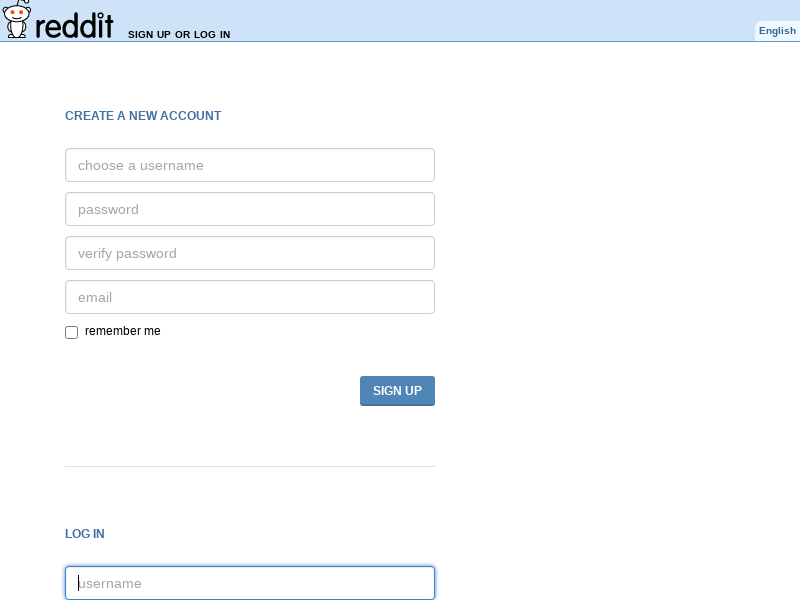 reddit SIGN UP OR LOG IN
English
CREATE A NEW ACCOUNT
choose a username
password
verify password
email
remember me
SIGN UP
LOG IN
username